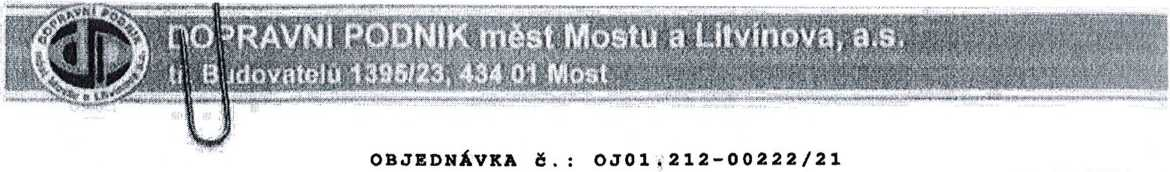 DOPRAVNÍ PODNIK měst Mostu a Litvínova, a.s.
tř. Budovatelů 1395/23, 434 01 Most
OBJEDNÁVKA č.: OJ01.212-00222/21